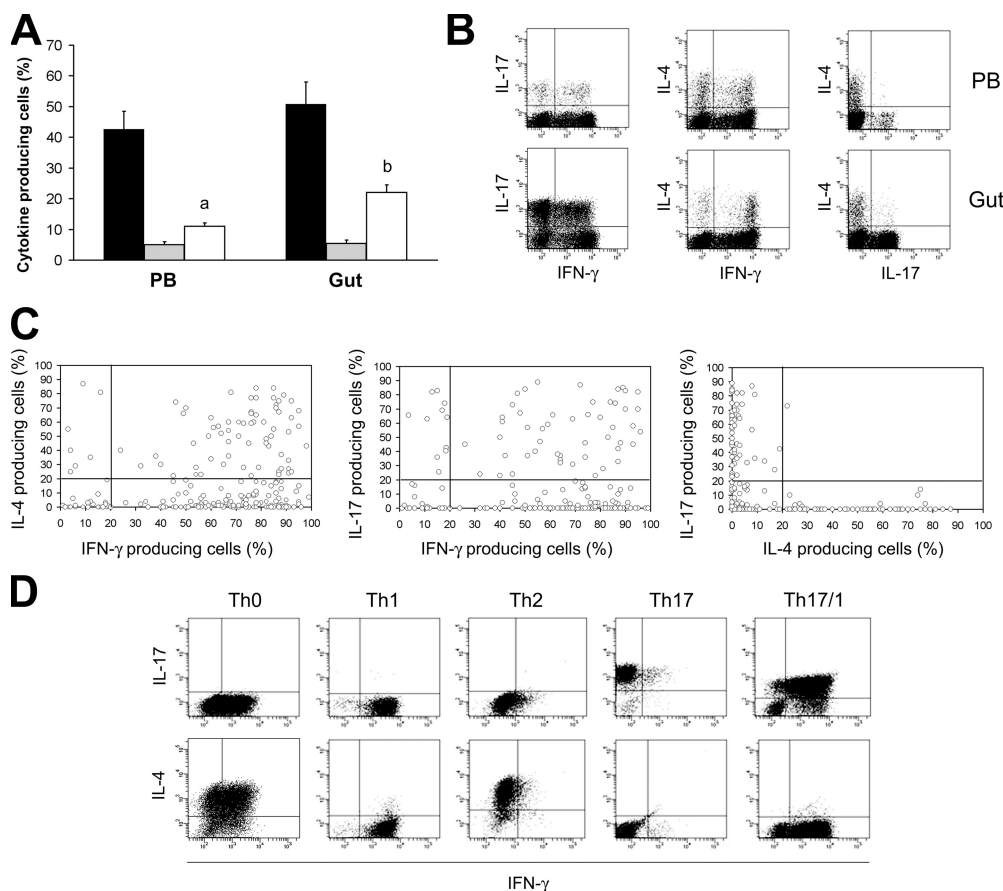 A
Cytokine producing cells (%)
70
60
50
40
30
20
10
0
a
b
PB
Gut
B
IL-17
IL-4
IL-4
PB
IL-17
IL-4
IL-4
Gut
IFN-γ
IFN-γ
IL-17
C
IL-4 producing cells (%)
100
90
80
70
60
50
40
30
20
10
0
0 10 20 30 40 50 60 70 80 90 100
IFN-γ producing cells (%)
IL-17 producing cells (%)
100
90
80
70
60
50
40
30
20
10
0
0 10 20 30 40 50 60 70 80 90 100
IFN-γ producing cells (%)
IL-17 producing cells (%)
100
90
80
70
60
50
40
30
20
10
0
0 10 20 30 40 50 60 70 80 90 100
IL-4 producing cells (%)
D
Th0 Th1 Th2 Th17 Th17/1
IL-17
IL-4
IFN-γ